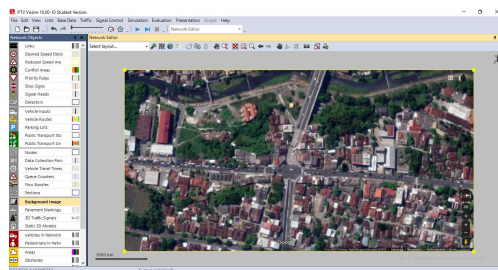 PTV Vissim 10.00-10 Student Version
File Edit View Lists Base Data Traffic Signal Control Simulation Evaluation Presentation Scripts Help
Network Editor
Network Objects
Network Editor
Select layout...
Links
Desired Speed Deci
Reduced Speed Are
Conflict Areas
Priority Rules
Stop Signs
Signal Heads
Detectors
Vehicle Inputs
Vehicle Routes
Parking Lots
Public Transport Sto
Public Transport Lin
Nodes
Data Collection Poin
Vehicle Travel Times
Queue Counters
Flow Bundles
Sections
Background Image
Pavement Markings
3D Traffic Signals
Static 3D Models
Vehicles In Network
Pedestrians In Netw
Areas
Obstacles
Google